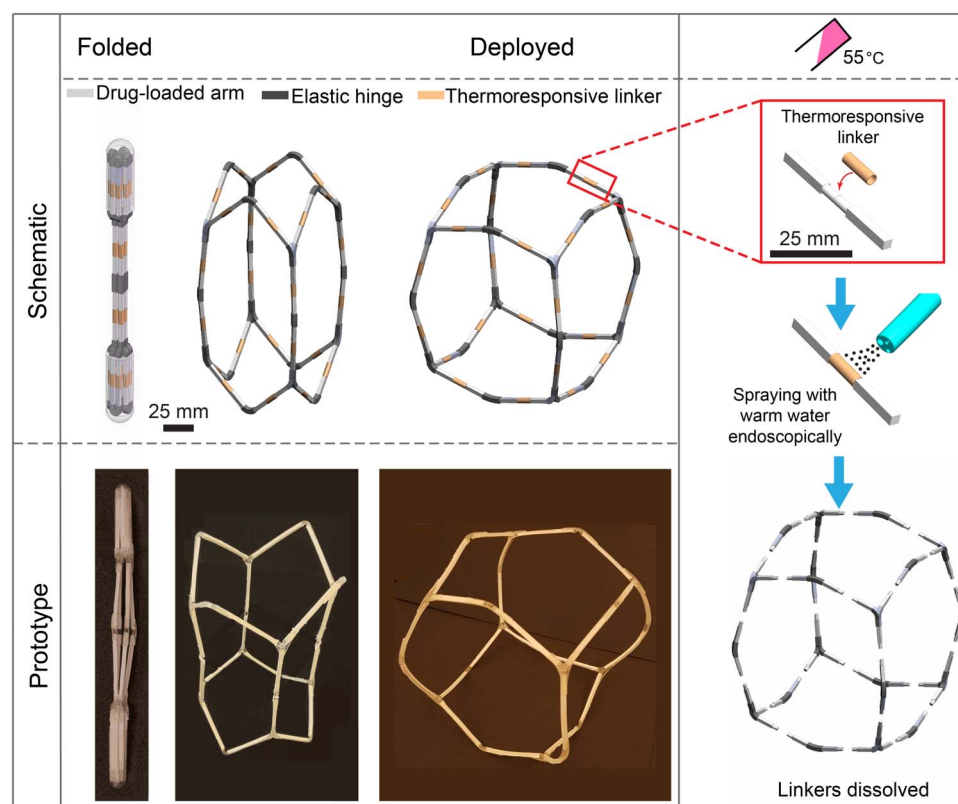 Folded
Deployed
55 °C
Drug-loaded arm
Elastic hinge
Thermoresponsive linker
Schematic
25 mm
Thermoresponsive
linker
25 mm
Spraying with
warm water
endoscopically
Prototype
Linkers dissolved